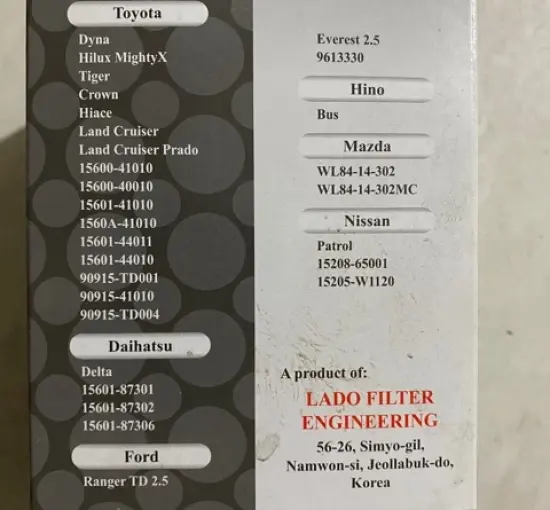 Toyota
Dyna
Hilux MightyX
Tiger
Crown
Hiace
Land Cruiser
Land Cruiser Prado
15600-41010
15600-40010
15601-41010
1560A-41010
15601-44011
15601-44010
90915-TD001
90915-41010
90915-TD004
Daihatsu
Delta
15601-87301
15601-87302
15601-87306
Ford
Ranger TD 2.5
Everest 2.5
9613330
Hino
Bus
Mazda
WL84-14-302
WL84-14-302MC
Nissan
Patrol
15208-65001
15205-W1120
A product of:
LADO FILTER
ENGINEERING
56-26, Simyo-gil,
Namwon-si, Jeollabuk-do,
Korea